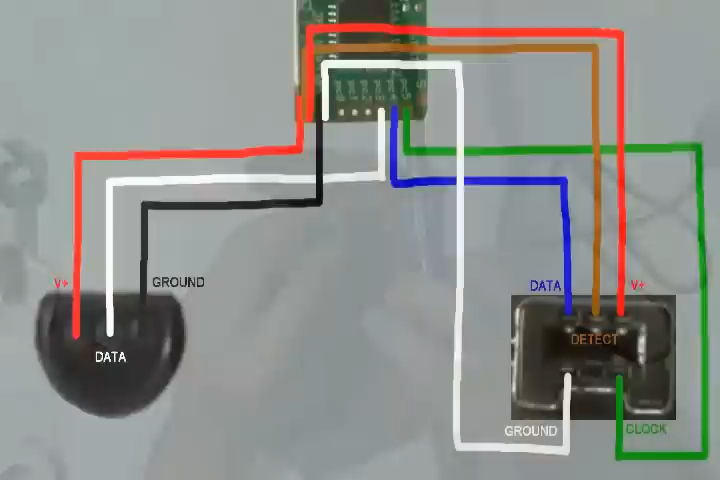 V+
GROUND
DATA
DATA
V+
DETECT
GROUND
CLOCK